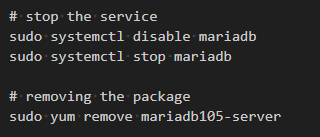 # stop the service
sudo systemctl disable mariadb
sudo systemctl stop mariadb

# removing the package
sudo yum remove mariadb105-server